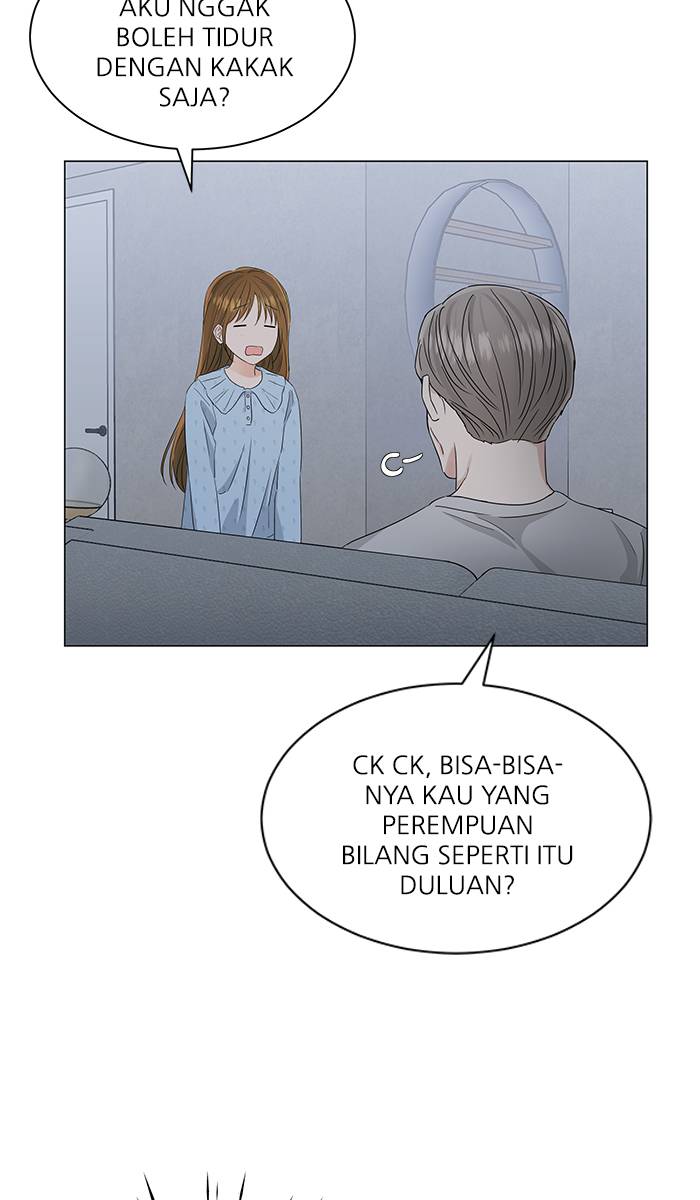 AKU NGGAK
BOLEH TIDUR
DENGAN KAKAK
SAJA?
CK CK, BISA-BISA-
NYA KAU YANG
PEREMPUAN
BILANG SEPERTI ITU
DULUAN?